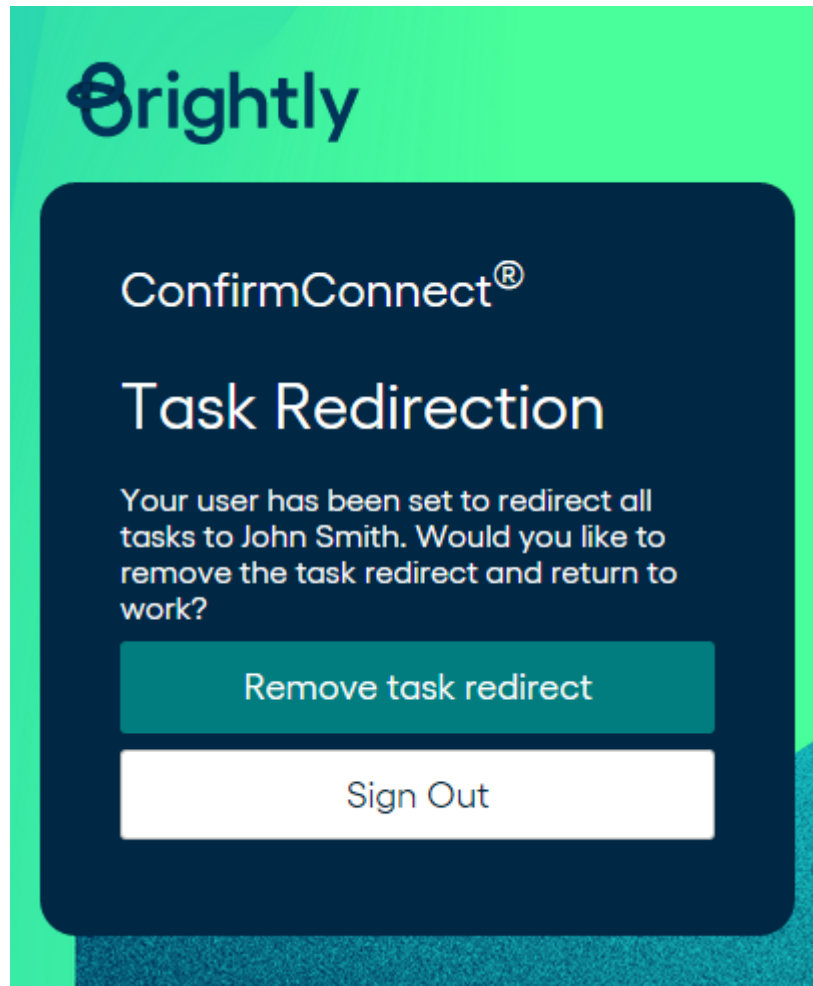 Brightly
ConfirmConnect®
Task Redirection
Your user has been set to redirect all
tasks to John Smith. Would you like to
remove the task redirect and return to
work?
Remove task redirect
Sign Out